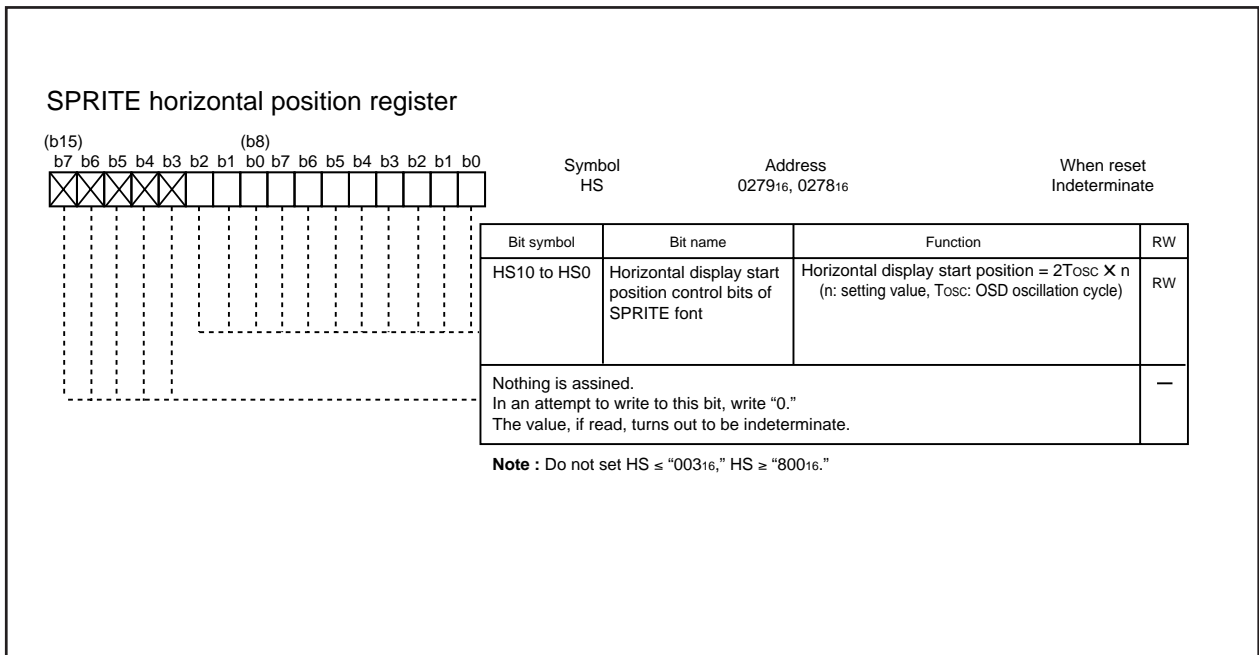 SPRITE horizontal position register
(b15) (b8)
b7 b6 b5 b4 b3 b2 b1 b0 b7 b6 b5 b4 b3 b2 b1 b0
Symbol Address When reset
HS 027916, 027816 Indeterminate
Bit symbol Bit name Function RW
HS10 to HS0 Horizontal display start Horizontal display start position = 2Tosc X n RW
position control bits of (n: setting value, Tosc: OSD oscillation cycle)
SPRITE font
Nothing is assined. —
In an attempt to write to this bit, write “0.”
The value, if read, turns out to be indeterminate.
Note : Do not set HS ≤ “00316,” HS ≥ “80016.”